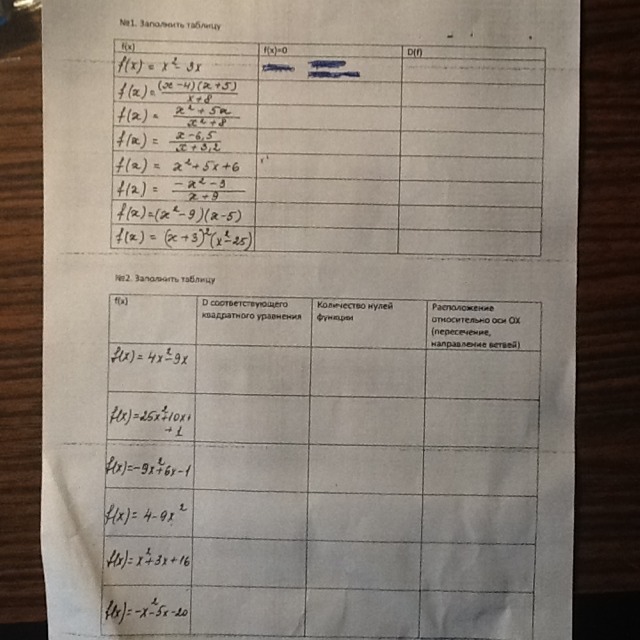 №1. Заполнить таблицу
f(x) f(x)=0 D(f)
f(x) = x² 9x
f(x) = (x-4)(x+5) / x+8
f(x) = x²+5x / x²+8
f(x) = x-6,5 / x+3,2
f(x) = x²+5x+6
f(x) = -x²-9 / x+9
f(x)=(x²-9)(x-5)
f(x) = (x+3)²(x²-25)
№2. Заполнить таблицу
f(x) D соответствующего квадратного уравнения Количество нулей функции Расположение относительно оси OX (пересечение, направление ветвей)
f(x) = 4x²-9x
f(x)=25x²+10x+
+1
f(x)=-9x²+6x-1
f(x) = 4-9x²
f(x)= x²+3x+16
f(x)=-x²-5x-20